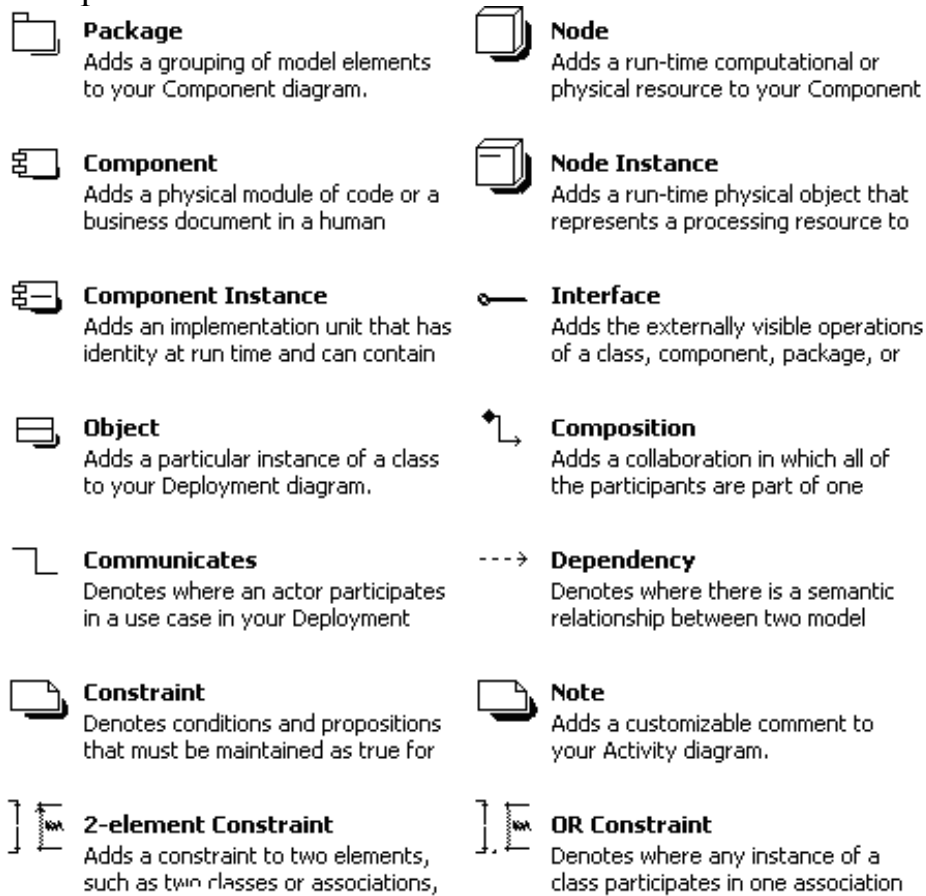 Package
Adds a grouping of model elements
to your Component diagram.
Node
Adds a run-time computational or
physical resource to your Component
Component
Adds a physical module of code or a
business document in a human
Node Instance
Adds a run-time physical object that
represents a processing resource to
Component Instance
Adds an implementation unit that has
identity at run time and can contain
Interface
Adds the externally visible operations
of a class, component, package, or
Object
Adds a particular instance of a class
to your Deployment diagram.
Composition
Adds a collaboration in which all of
the participants are part of one
Communicates
Denotes where an actor participates
in a use case in your Deployment
Dependency
Denotes where there is a semantic
relationship between two model
Constraint
Denotes conditions and propositions
that must be maintained as true for
Note
Adds a customizable comment to
your Activity diagram.
2-element Constraint
Adds a constraint to two elements,
such as two classes or associations,
OR Constraint
Denotes where any instance of a
class participates in one association